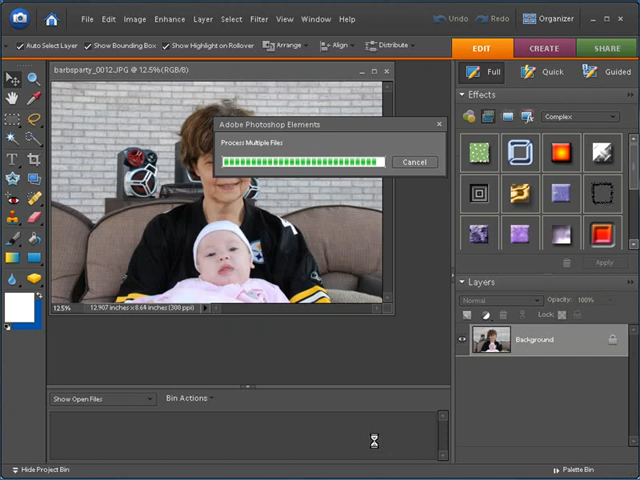 File Edit Image Enhance Layer Select Filter View Window Help
Undo Redo Organizer
Auto Select Layer Show Bounding Box Show Highlight on Rollover Arrange Align Distribute
EDIT CREATE SHARE
barbsparty_0012.JPG @ 12.5%(RGB/8)
Full Quick Guided
Effects
Complex
Adobe Photoshop Elements
Process Multiple Files
Cancel
Apply
Layers
Normal Opacity: 100%
Lock:
12.5% 12.907 inches x 8.64 inches (300 ppi)
Background
Show Open Files Bin Actions
Hide Project Bin Palette Bin